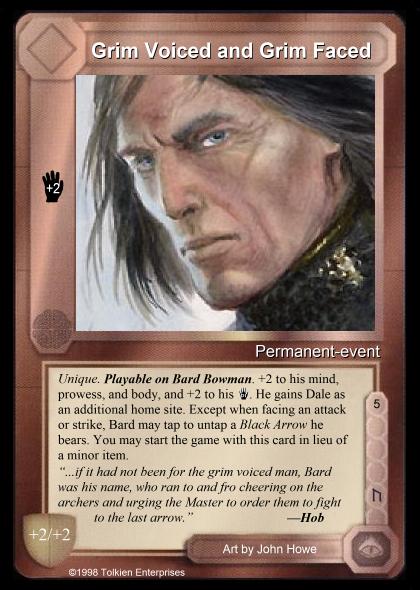 Grim Voiced and Grim Faced
+2
Permanent-event
Unique. Playable on Bard Bowman. +2 to his mind,
prowess, and body, and +2 to his . He gains Dale as
an additional home site. Except when facing an attack
or strike, Bard may tap to untap a Black Arrow he
bears. You may start the game with this card in lieu of
a minor item.
“...if it had not been for the grim voiced man, Bard
was his name, who ran to and fro cheering on the
archers and urging the Master to order them to fight
to the last arrow.” —Hob
5
+2/+2
Art by John Howe
©1998 Tolkien Enterprises